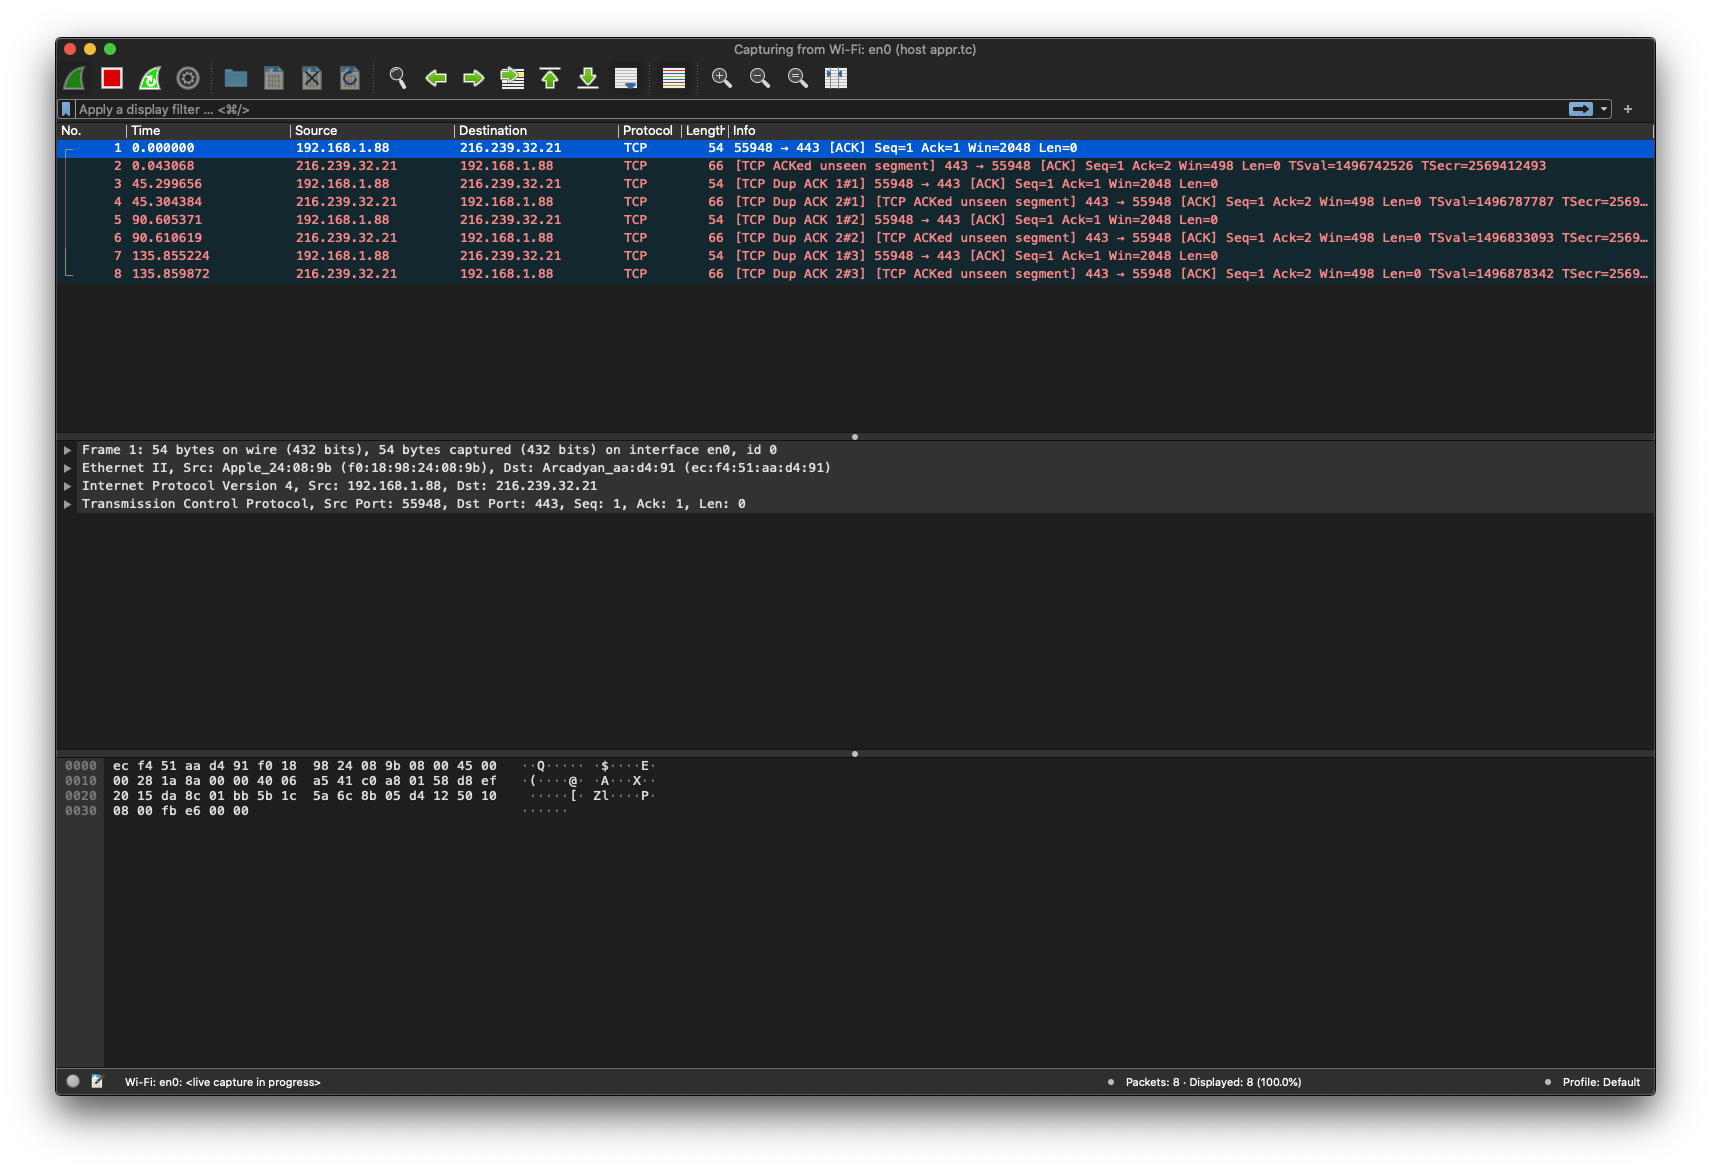 Capturing from Wi-Fi: en0 (host appr.tc)
Apply a display filter ... <⌘/>
No. Time Source Destination Protocol Length Info
1 0.000000 192.168.1.88 216.239.32.21 TCP 54 55948 → 443 [ACK] Seq=1 Ack=1 Win=2048 Len=0
2 0.043068 216.239.32.21 192.168.1.88 TCP 66 [TCP ACKed unseen segment] 443 → 55948 [ACK] Seq=1 Ack=2 Win=498 Len=0 TSval=1496742526 TSecr=2569412493
3 45.299656 192.168.1.88 216.239.32.21 TCP 54 [TCP Dup ACK 1#1] 55948 → 443 [ACK] Seq=1 Ack=1 Win=2048 Len=0
4 45.304384 216.239.32.21 192.168.1.88 TCP 66 [TCP Dup ACK 2#1] [TCP ACKed unseen segment] 443 → 55948 [ACK] Seq=1 Ack=2 Win=498 Len=0 TSval=1496787787 TSecr=2569…
5 90.605371 192.168.1.88 216.239.32.21 TCP 54 [TCP Dup ACK 1#2] 55948 → 443 [ACK] Seq=1 Ack=1 Win=2048 Len=0
6 90.610619 216.239.32.21 192.168.1.88 TCP 66 [TCP Dup ACK 2#2] [TCP ACKed unseen segment] 443 → 55948 [ACK] Seq=1 Ack=2 Win=498 Len=0 TSval=1496833093 TSecr=2569…
7 135.855224 192.168.1.88 216.239.32.21 TCP 54 [TCP Dup ACK 1#3] 55948 → 443 [ACK] Seq=1 Ack=1 Win=2048 Len=0
8 135.859872 216.239.32.21 192.168.1.88 TCP 66 [TCP Dup ACK 2#3] [TCP ACKed unseen segment] 443 → 55948 [ACK] Seq=1 Ack=2 Win=498 Len=0 TSval=1496878342 TSecr=2569…
Frame 1: 54 bytes on wire (432 bits), 54 bytes captured (432 bits) on interface en0, id 0
Ethernet II, Src: Apple_24:08:9b (f0:18:98:24:08:9b), Dst: Arcadyan_aa:d4:91 (ec:f4:51:aa:d4:91)
Internet Protocol Version 4, Src: 192.168.1.88, Dst: 216.239.32.21
Transmission Control Protocol, Src Port: 55948, Dst Port: 443, Seq: 1, Ack: 1, Len: 0
0000 ec f4 51 aa d4 91 f0 18 98 24 08 9b 08 00 45 00 ··Q····· ·$····E·
0010 00 28 1a 8a 00 00 40 06 a5 41 c0 a8 01 58 d8 ef ·(····@· ·A···X··
0020 20 15 da 8c 01 bb 5b 1c 5a 6c 8b 05 d4 12 50 10  ·····[· Zl····P·
0030 08 00 fb e6 00 00 ······
Wi-Fi: en0: <live capture in progress> Packets: 8 · Displayed: 8 (100.0%) Profile: Default